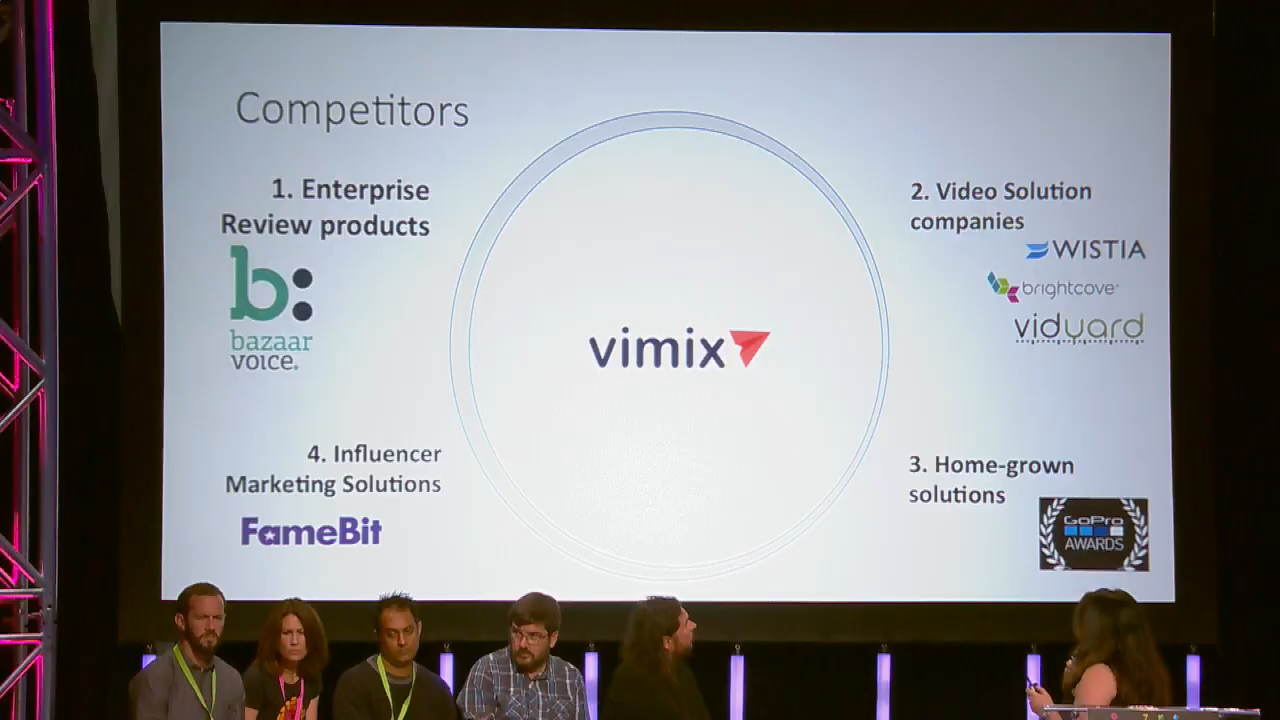 Competitors
1. Enterprise
Review products
b:
bazaar
voice.
2. Video Solution
companies
WISTIA
brightcove
vidyard
vimix
4. Influencer
Marketing Solutions
FameBit
3. Home-grown
solutions
GoPro
AWARDS